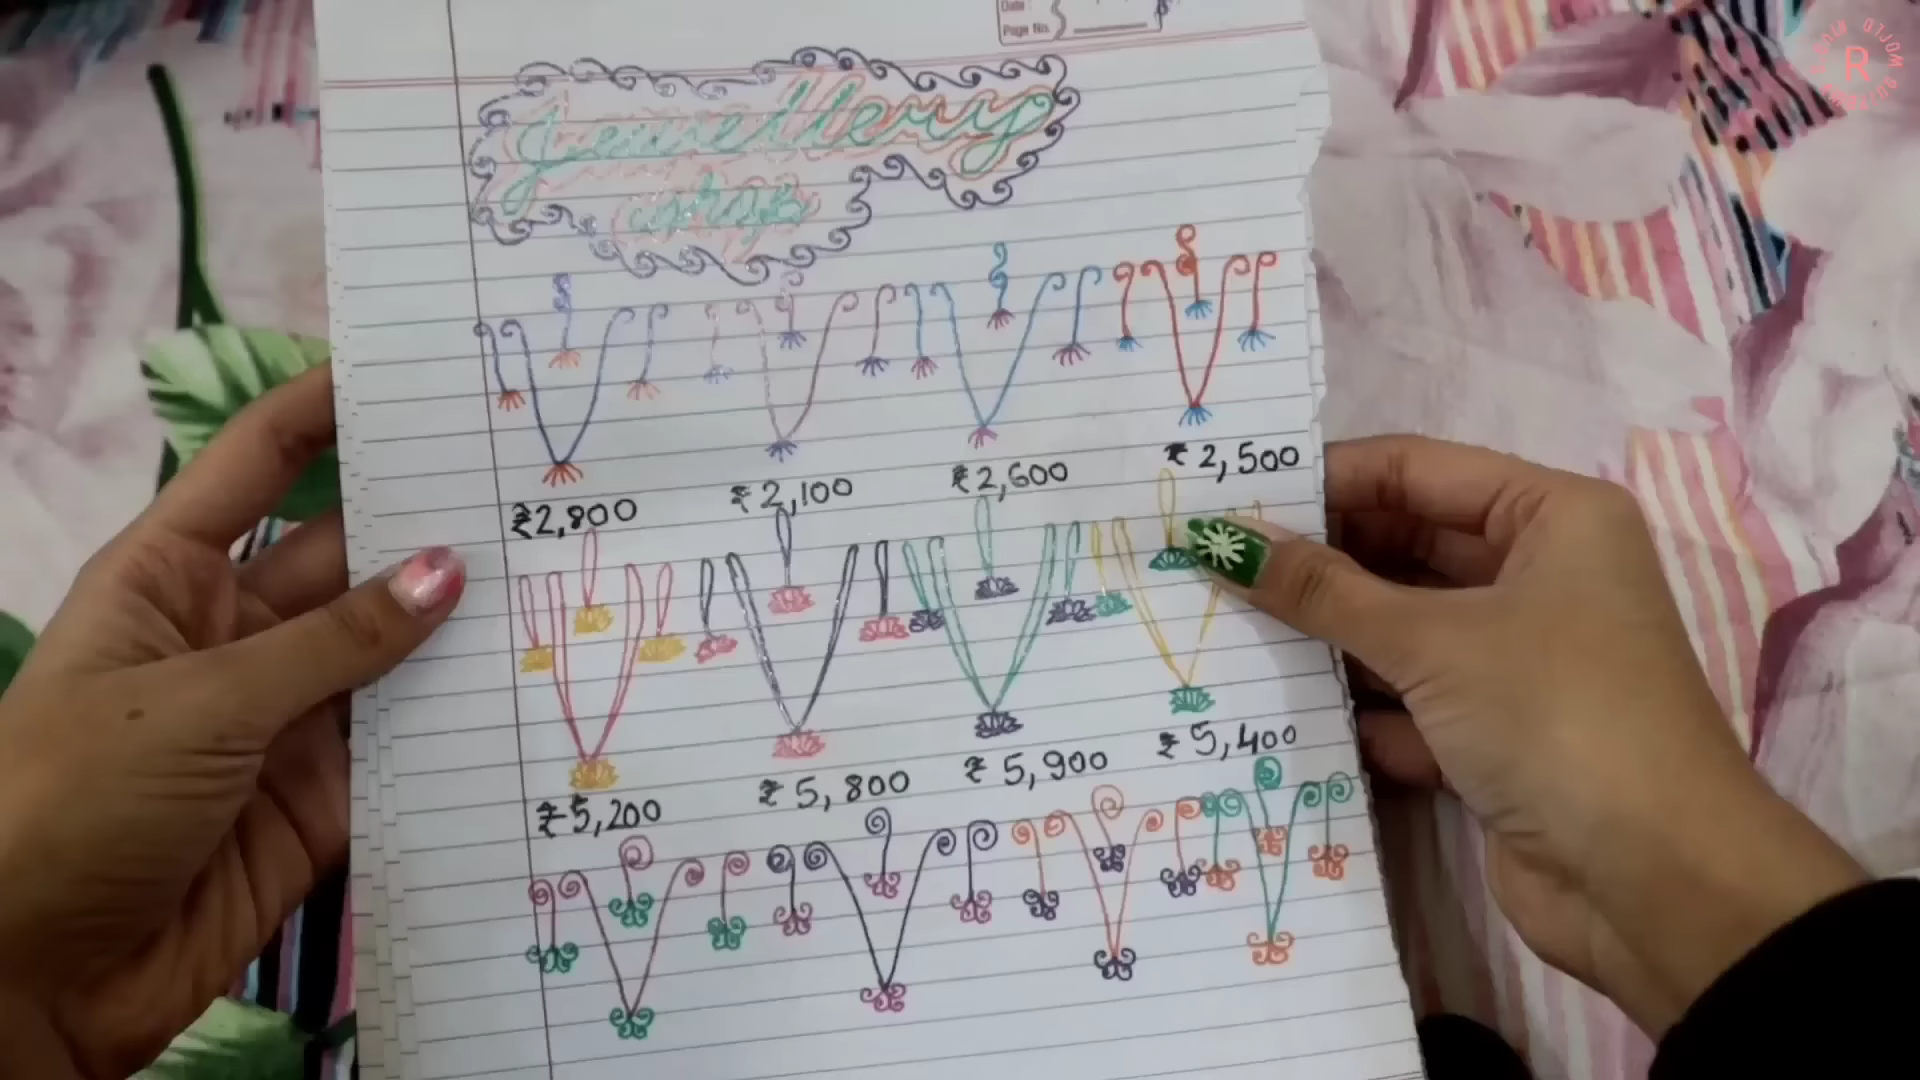 Date :
Page No.
Jewellery
shop
₹2,800 ₹2,100 ₹2,600 ₹2,500
₹5,200 ₹5,800 ₹5,900 ₹5,400
R